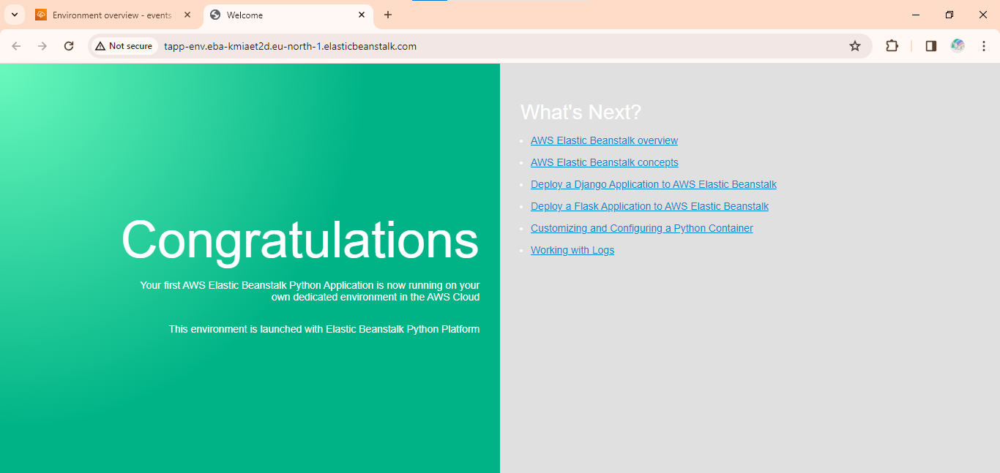 Environment overview - events
Welcome
Not secure
tapp-env.eba-kmiaet2d.eu-north-1.elasticbeanstalk.com
Congratulations
Your first AWS Elastic Beanstalk Python Application is now running on your
own dedicated environment in the AWS Cloud
This environment is launched with Elastic Beanstalk Python Platform
What's Next?
AWS Elastic Beanstalk overview
AWS Elastic Beanstalk concepts
Deploy a Django Application to AWS Elastic Beanstalk
Deploy a Flask Application to AWS Elastic Beanstalk
Customizing and Configuring a Python Container
Working with Logs